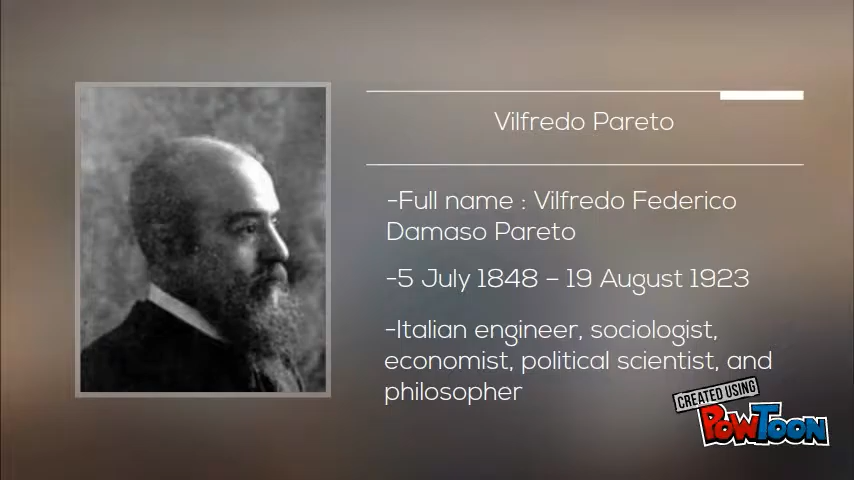 Vilfredo Pareto
-Full name : Vilfredo Federico
Damaso Pareto
-5 July 1848 – 19 August 1923
-Italian engineer, sociologist,
economist, political scientist, and
philosopher
CREATED USING
POWTOON